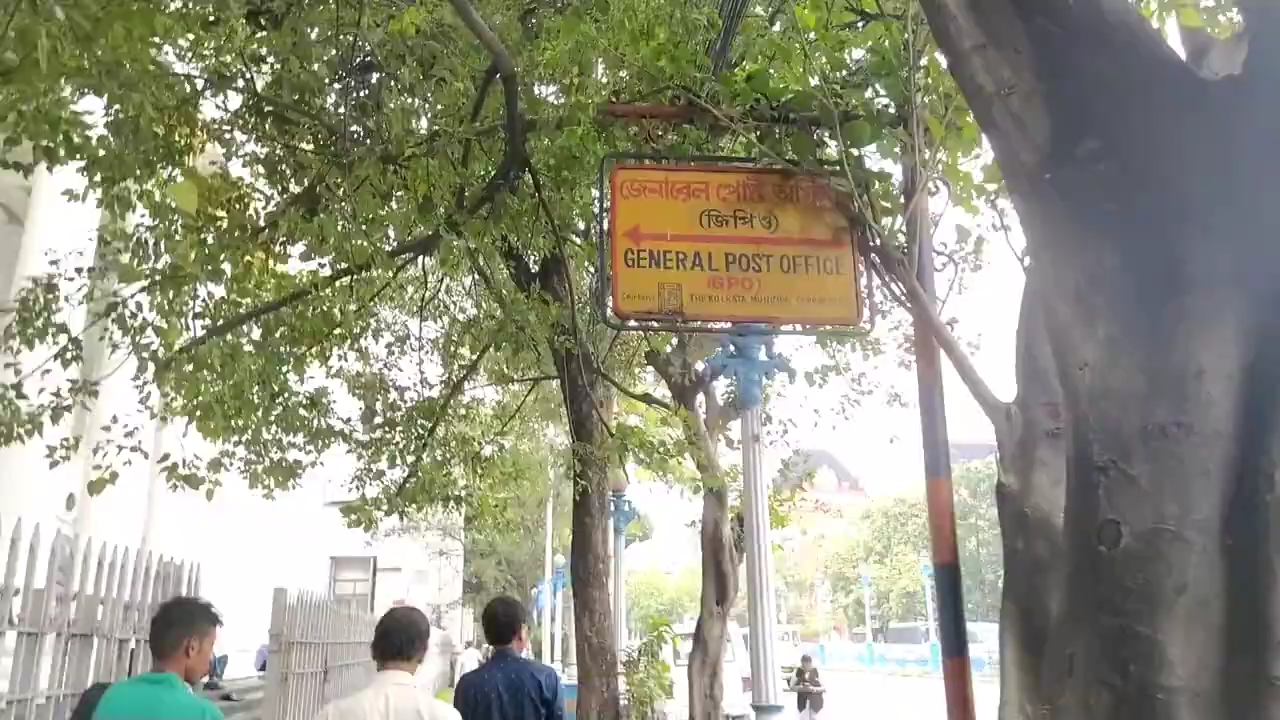 জেনারেল পোষ্ট অফিস
(জিপিও)
GENERAL POST OFFICE
(GPO)
THE KOLKATA MUNICIPAL CORPORATION